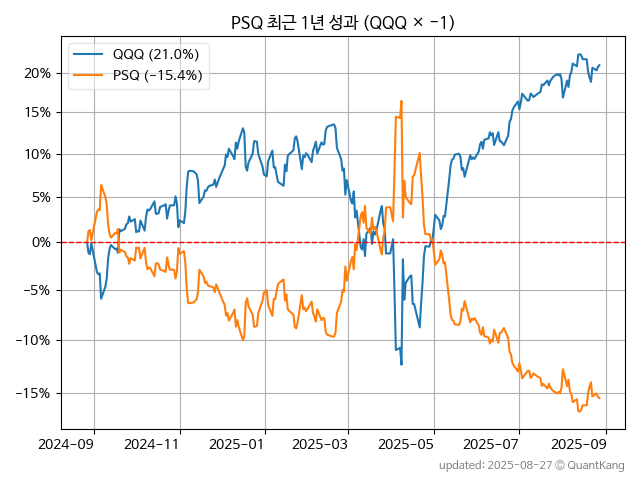 PSQ 최근 1년 성과 (QQQ × −1)
QQQ (21.0%)
PSQ (−15.4%)
20%
15%
10%
5%
0%
−5%
−10%
−15%
2024-09 2024-11 2025-01 2025-03 2025-05 2025-07 2025-09
updated: 2025-08-27 © QuantKang